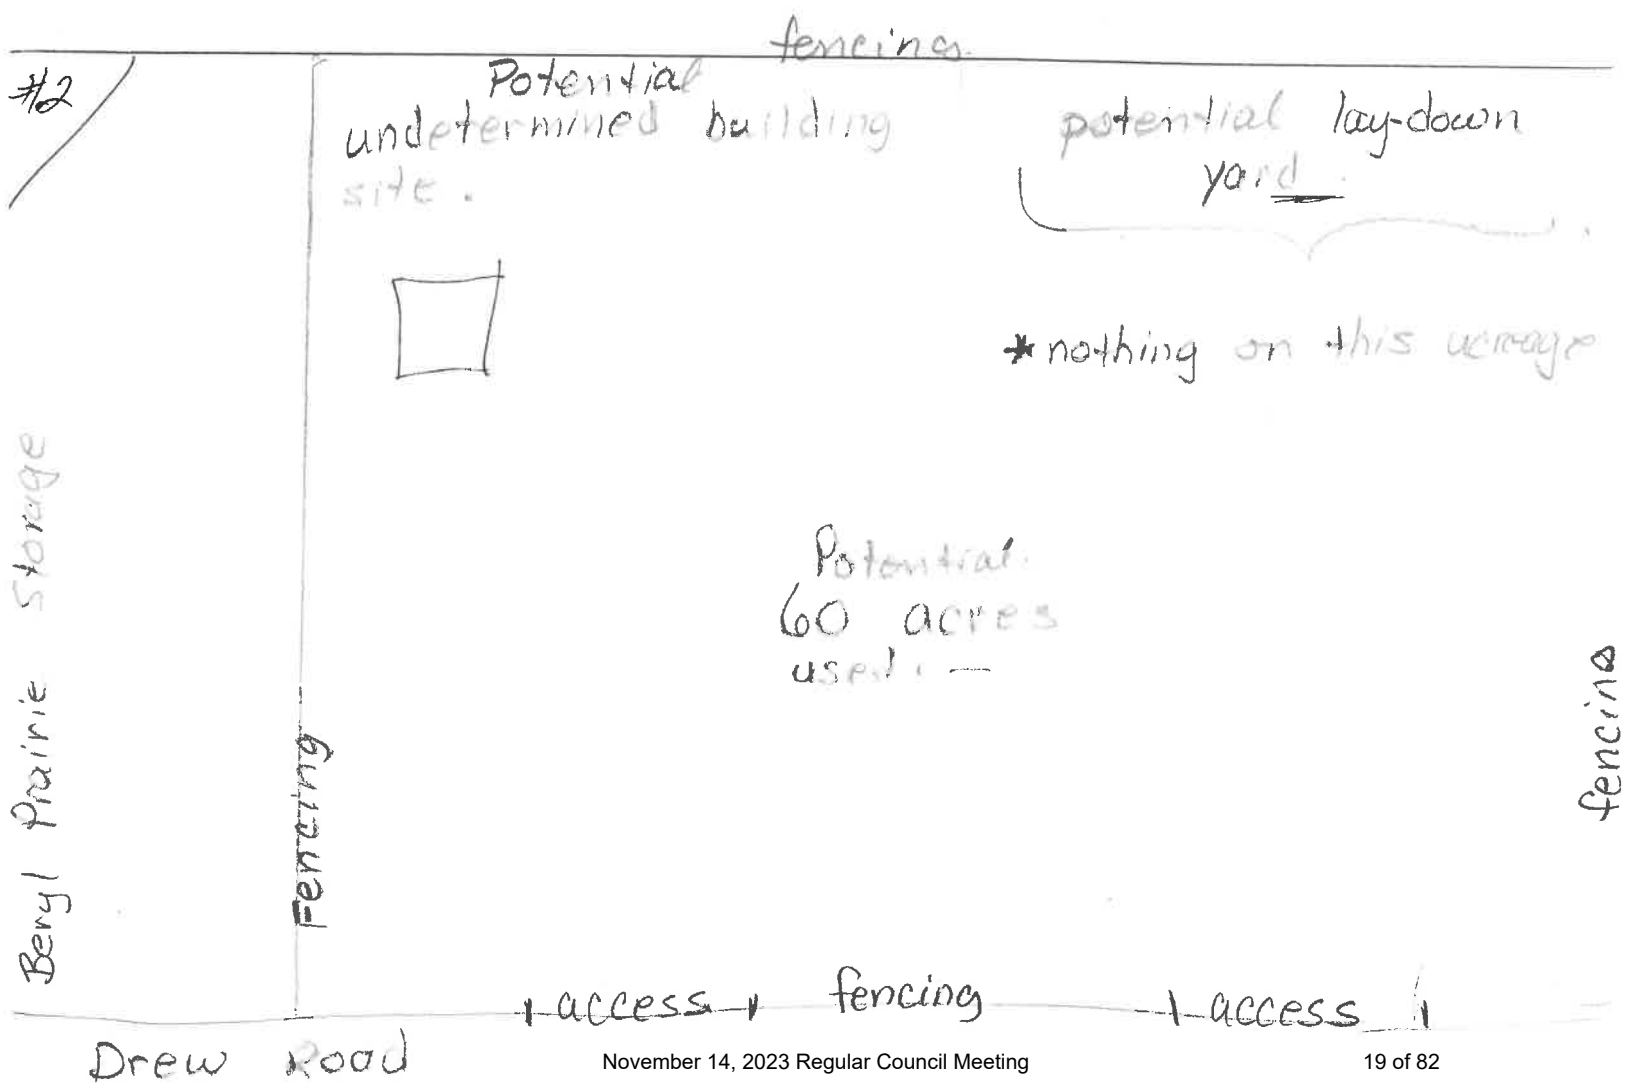 fencing
#2
Potential
undetermined building
site.
potential lay-down
yard
*nothing on this acreage
Potential
60 acres
used. —
Beryl Prairie Storage
Fencing
fencing
access
fencing
access
Drew Road
November 14, 2023 Regular Council Meeting
19 of 82